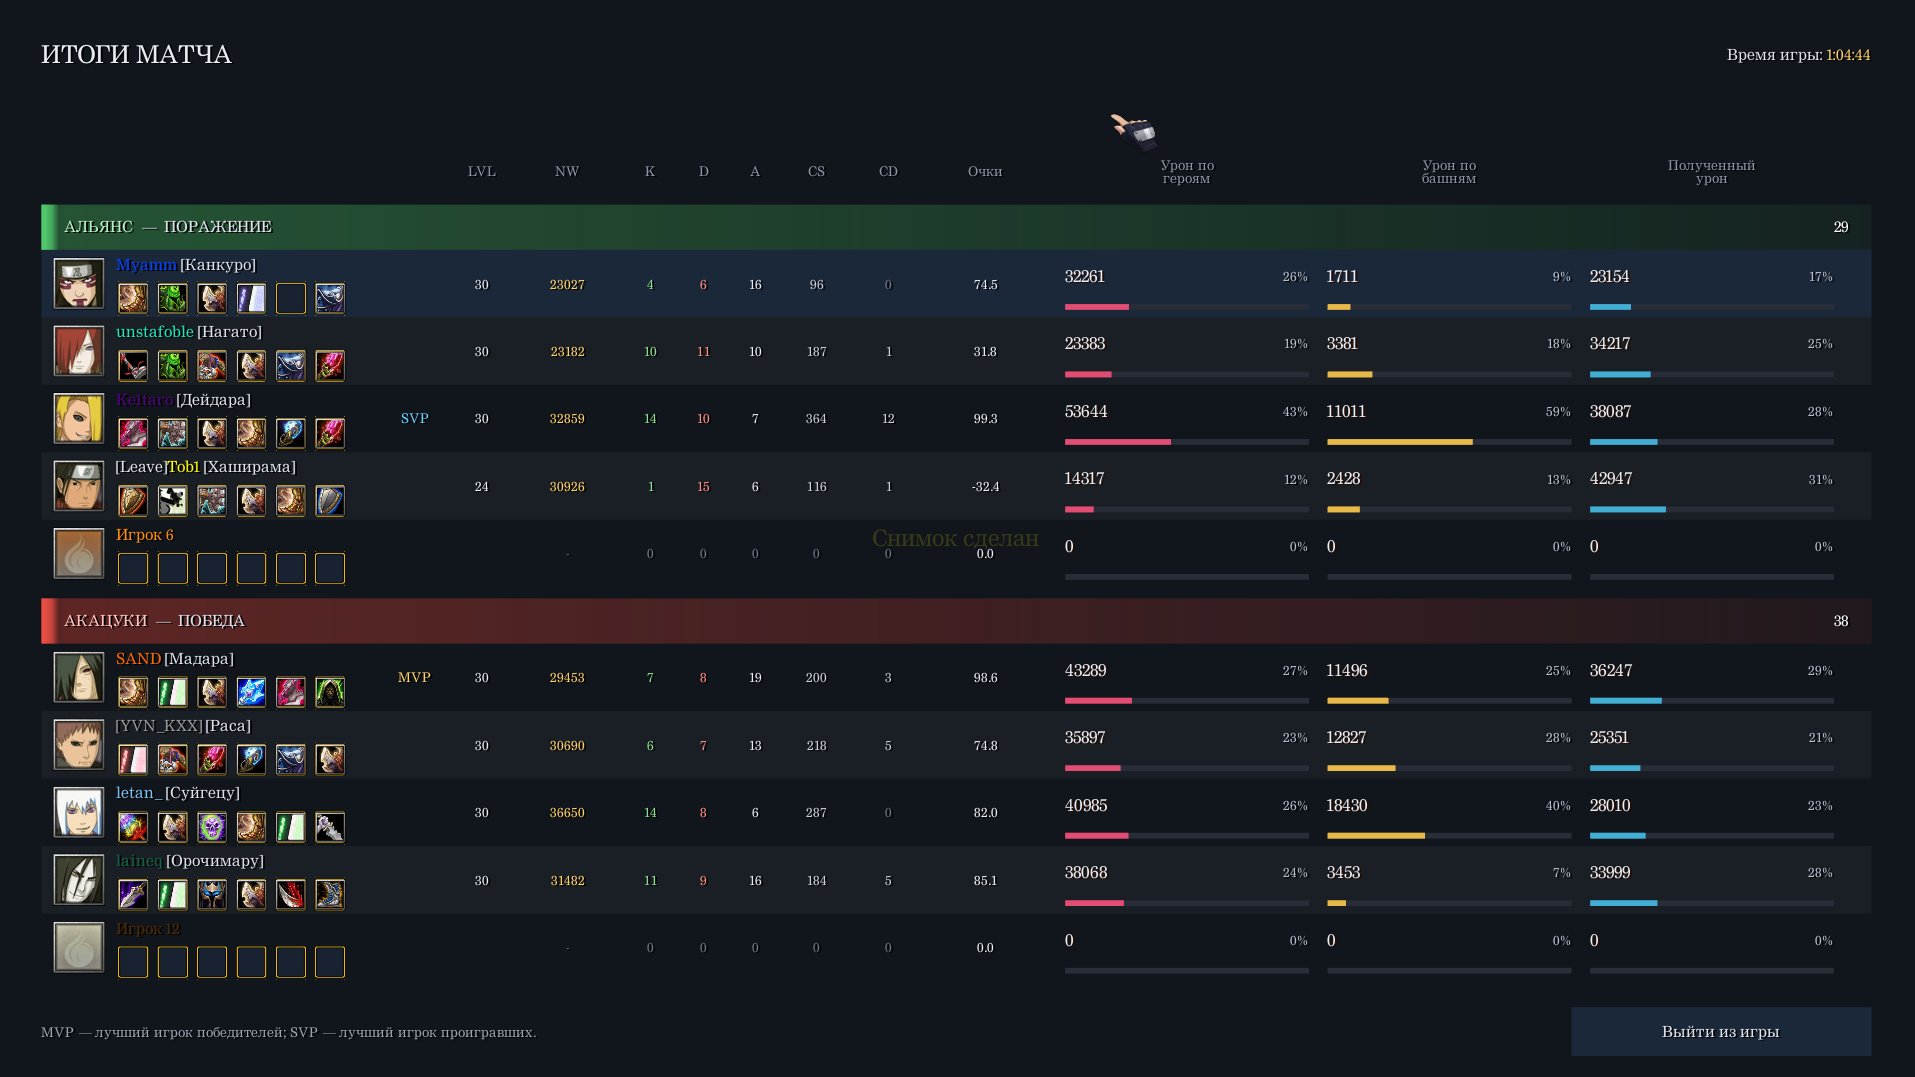 ИТОГИ МАТЧА
Время игры: 1:04:44
LVL NW K D A CS CD Очки Урон по героям Урон по башням Полученный урон
АЛЬЯНС — ПОРАЖЕНИЕ 29
Myamm [Канкуро] 30 23027 4 6 16 96 0 74.5 32261 26% 1711 9% 23154 17%
unstafoble [Нагато] 30 23182 10 11 10 187 1 31.8 23383 19% 3381 18% 34217 25%
Keltaro [Дейдара] SVP 30 32859 14 10 7 364 12 99.3 53644 43% 11011 59% 38087 28%
[Leave]Tob1 [Хаширама] 24 30926 1 15 6 116 1 -32.4 14317 12% 2428 13% 42947 31%
Игрок 6 - 0 0 0 0 0 0.0 0 0% 0 0% 0 0%
Снимок сделан
АКАЦУКИ — ПОБЕДА 38
SAND [Мадара] MVP 30 29453 7 8 19 200 3 98.6 43289 27% 11496 25% 36247 29%
[YVN_KXX] [Раса] 30 30690 6 7 13 218 5 74.8 35897 23% 12827 28% 25351 21%
letan_ [Суйгецу] 30 36650 14 8 6 287 0 82.0 40985 26% 18430 40% 28010 23%
laineq [Орочимару] 30 31482 11 9 16 184 5 85.1 38068 24% 3453 7% 33999 28%
Игрок 12 - 0 0 0 0 0 0.0 0 0% 0 0% 0 0%
MVP — лучший игрок победителей; SVP — лучший игрок проигравших.
Выйти из игры